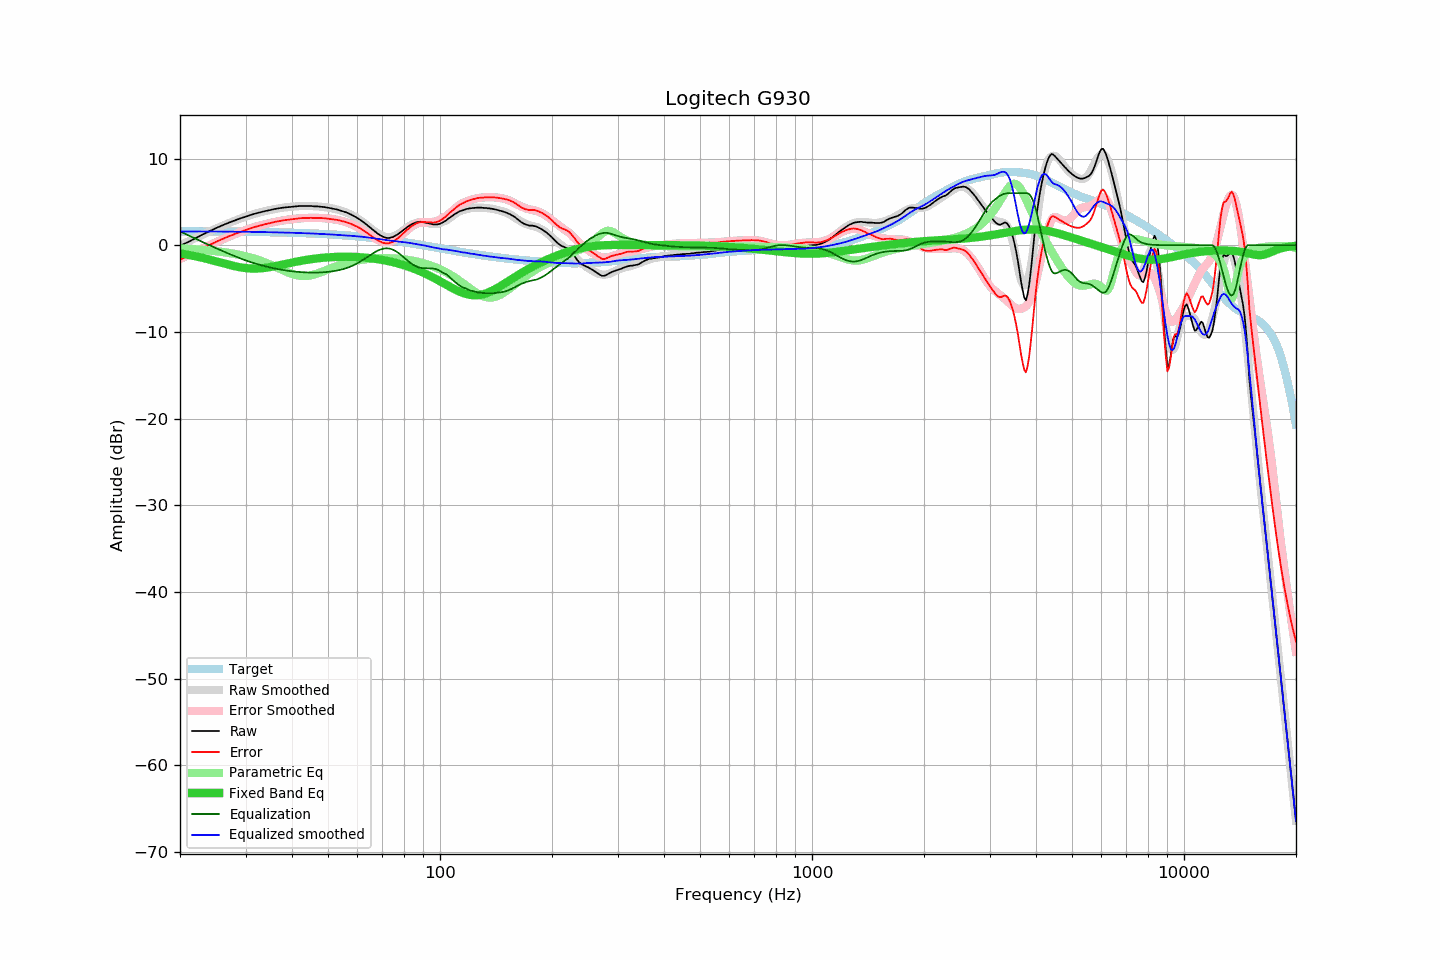 Logitech G930
10
0
−10
−20
−30
−40
−50
−60
−70
Amplitude (dBr)
Target
Raw Smoothed
Error Smoothed
Raw
Error
Parametric Eq
Fixed Band Eq
Equalization
Equalized smoothed
100 1000 10000
Frequency (Hz)